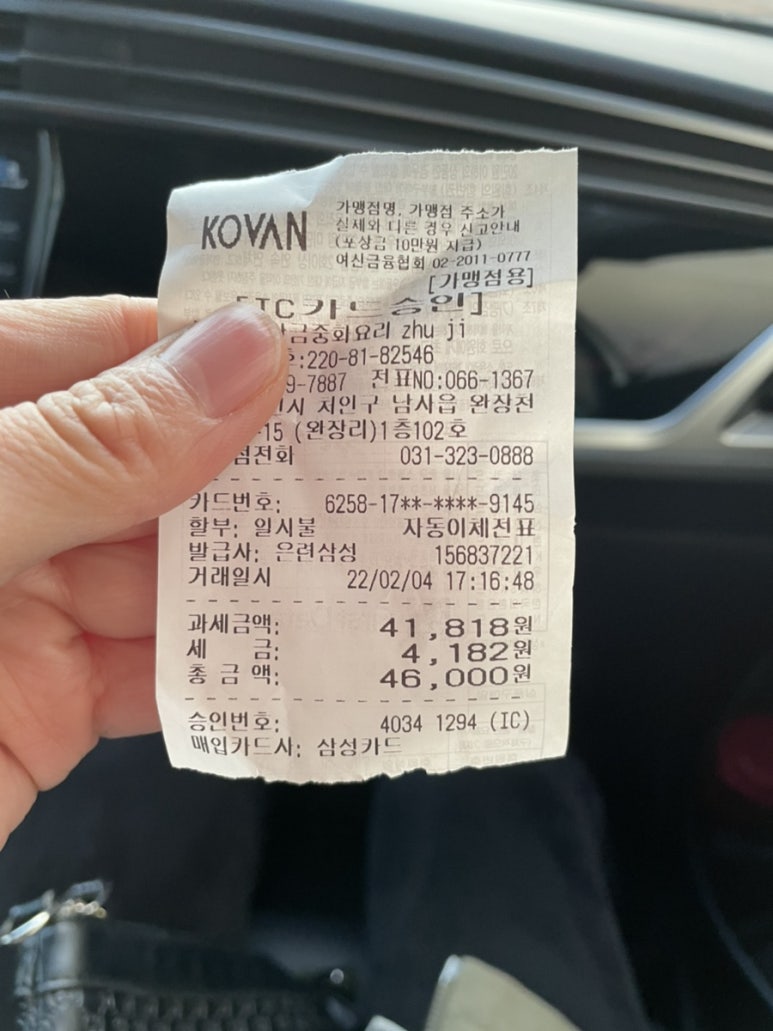 KOVAN
가맹점명, 가맹점 주소가
실제와 다른 경우 신고안내
(포상금 10만원 지급)
여신금융협회 02-2011-0777
[가맹점용]
IC카드승인]
금중화요리 zhu ji
:220-81-82546
9-7887 전표NO:066-1367
인시 처인구 남사읍 완장천
-15 (완장리)1층102호
점전화 031-323-0888
카드번호: 6258-17**-****-9145
할부: 일시불 자동이체전표
발급사: 은련삼성 156837221
거래일시 22/02/04 17:16:48
과세금액: 41,818원
세 금: 4,182원
총 금 액: 46,000원
승인번호: 4034 1294 (IC)
매입카드사: 삼성카드